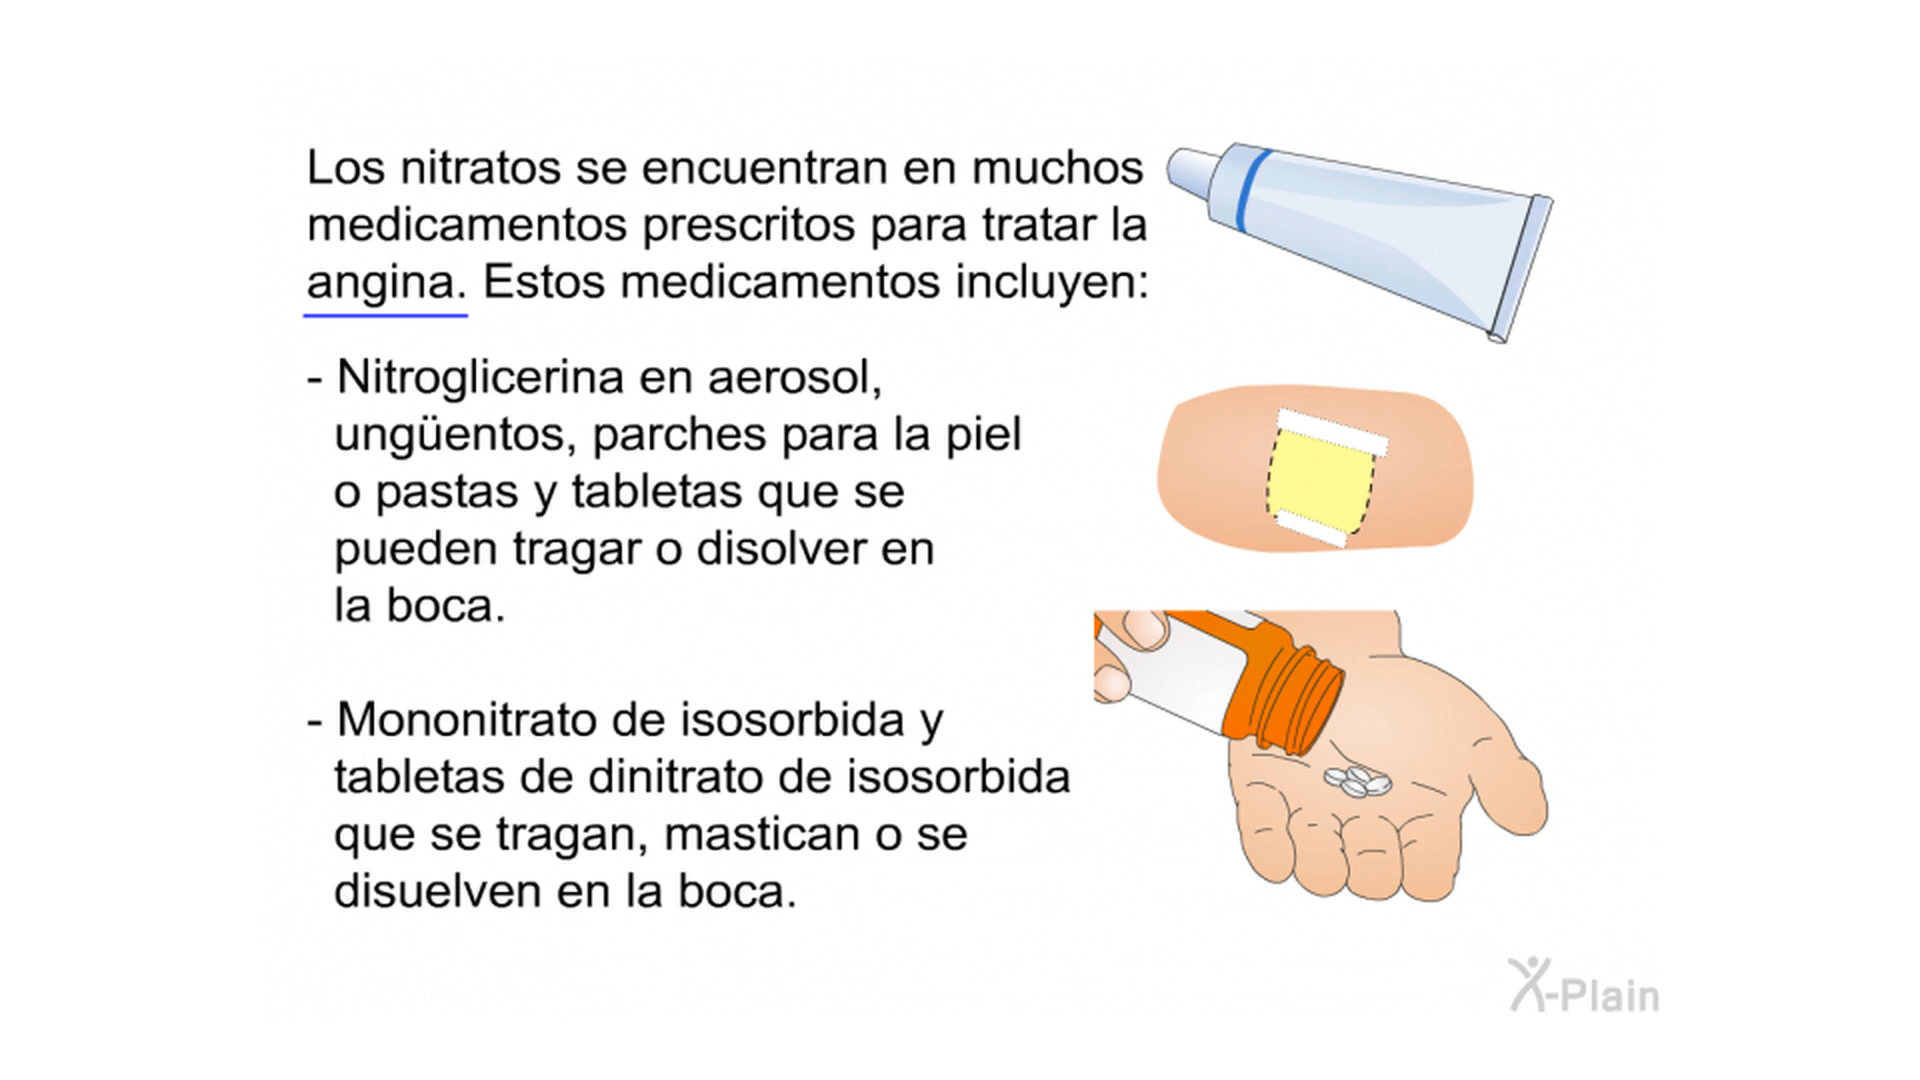 Los nitratos se encuentran en muchos
medicamentos prescritos para tratar la
angina. Estos medicamentos incluyen:
- Nitroglicerina en aerosol,
ungüentos, parches para la piel
o pastas y tabletas que se
pueden tragar o disolver en
la boca.
- Mononitrato de isosorbida y
tabletas de dinitrato de isosorbida
que se tragan, mastican o se
disuelven en la boca.
X-Plain